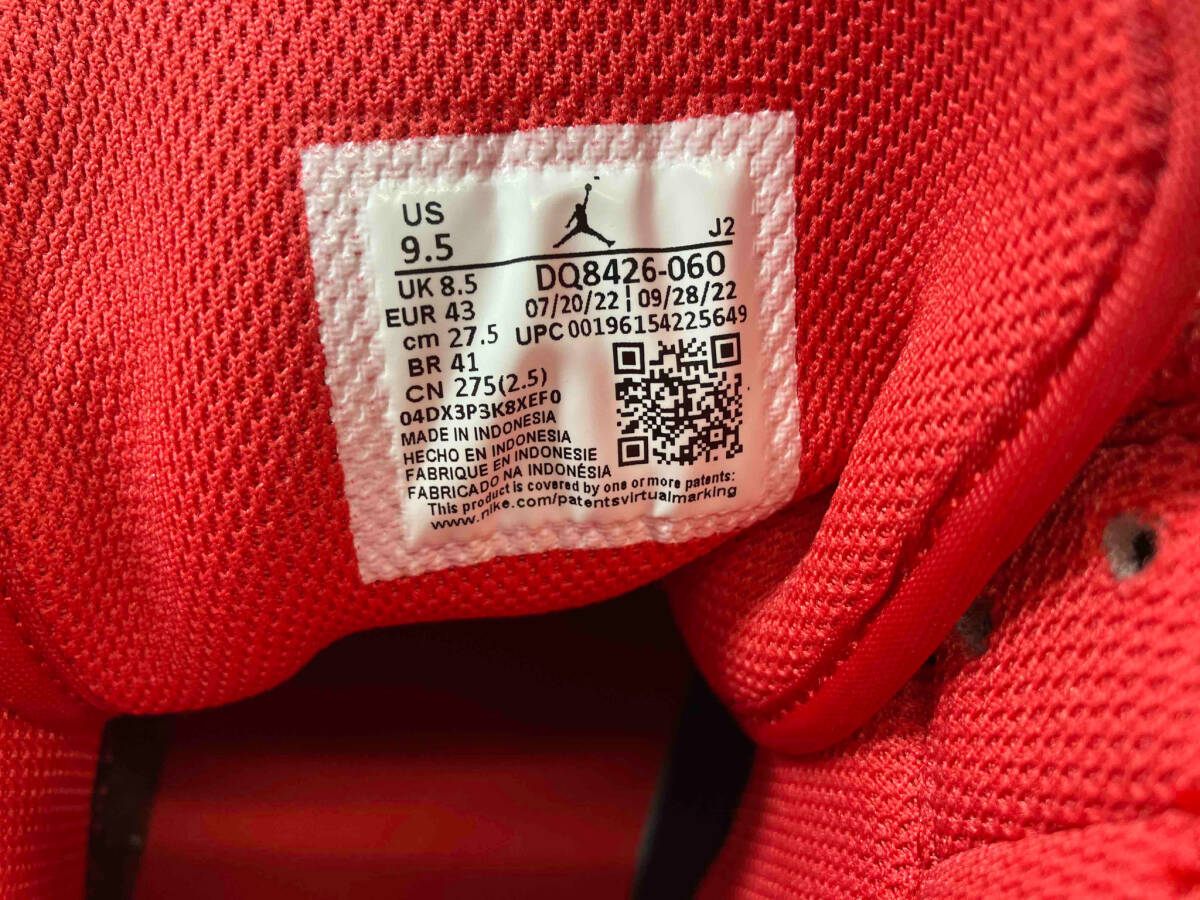 US
9.5
J2
UK 8.5
EUR 43
cm 27.5
BR 41
CN 275(2.5)
DQ8426-060
07/20/22 ¦ 09/28/22
UPC 00196154225649
04DX3P3K8XEF0
MADE IN INDONESIA
HECHO EN INDONESIA
FABRIQUE EN INDONESIE
FABRICADO NA INDONÉSIA
This product is covered by one or more patents:
www.nike.com/patentsvirtualmarking